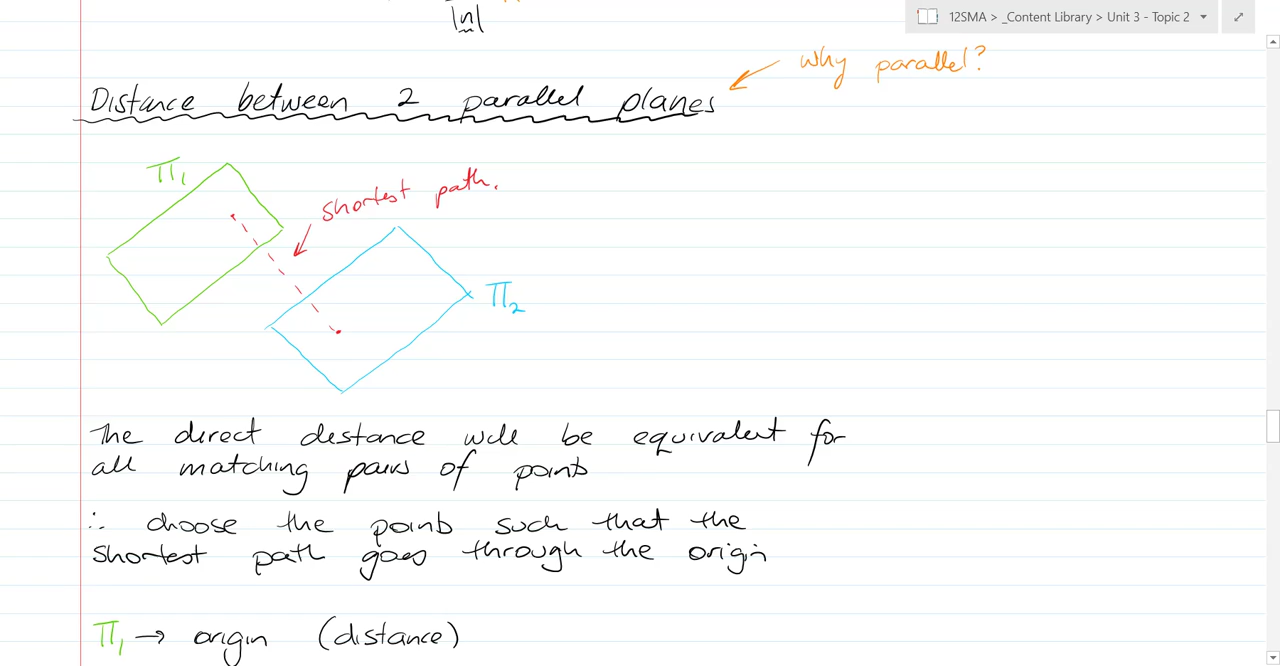 |n|
12SMA > _Content Library > Unit 3 - Topic 2
why parallel?
Distance between 2 parallel planes
π₁
shortest path.
π₂
The direct distance will be equivalent for
all matching pairs of points
∴ choose the points such that the
shortest path goes through the origin
π₁ → origin (distance)